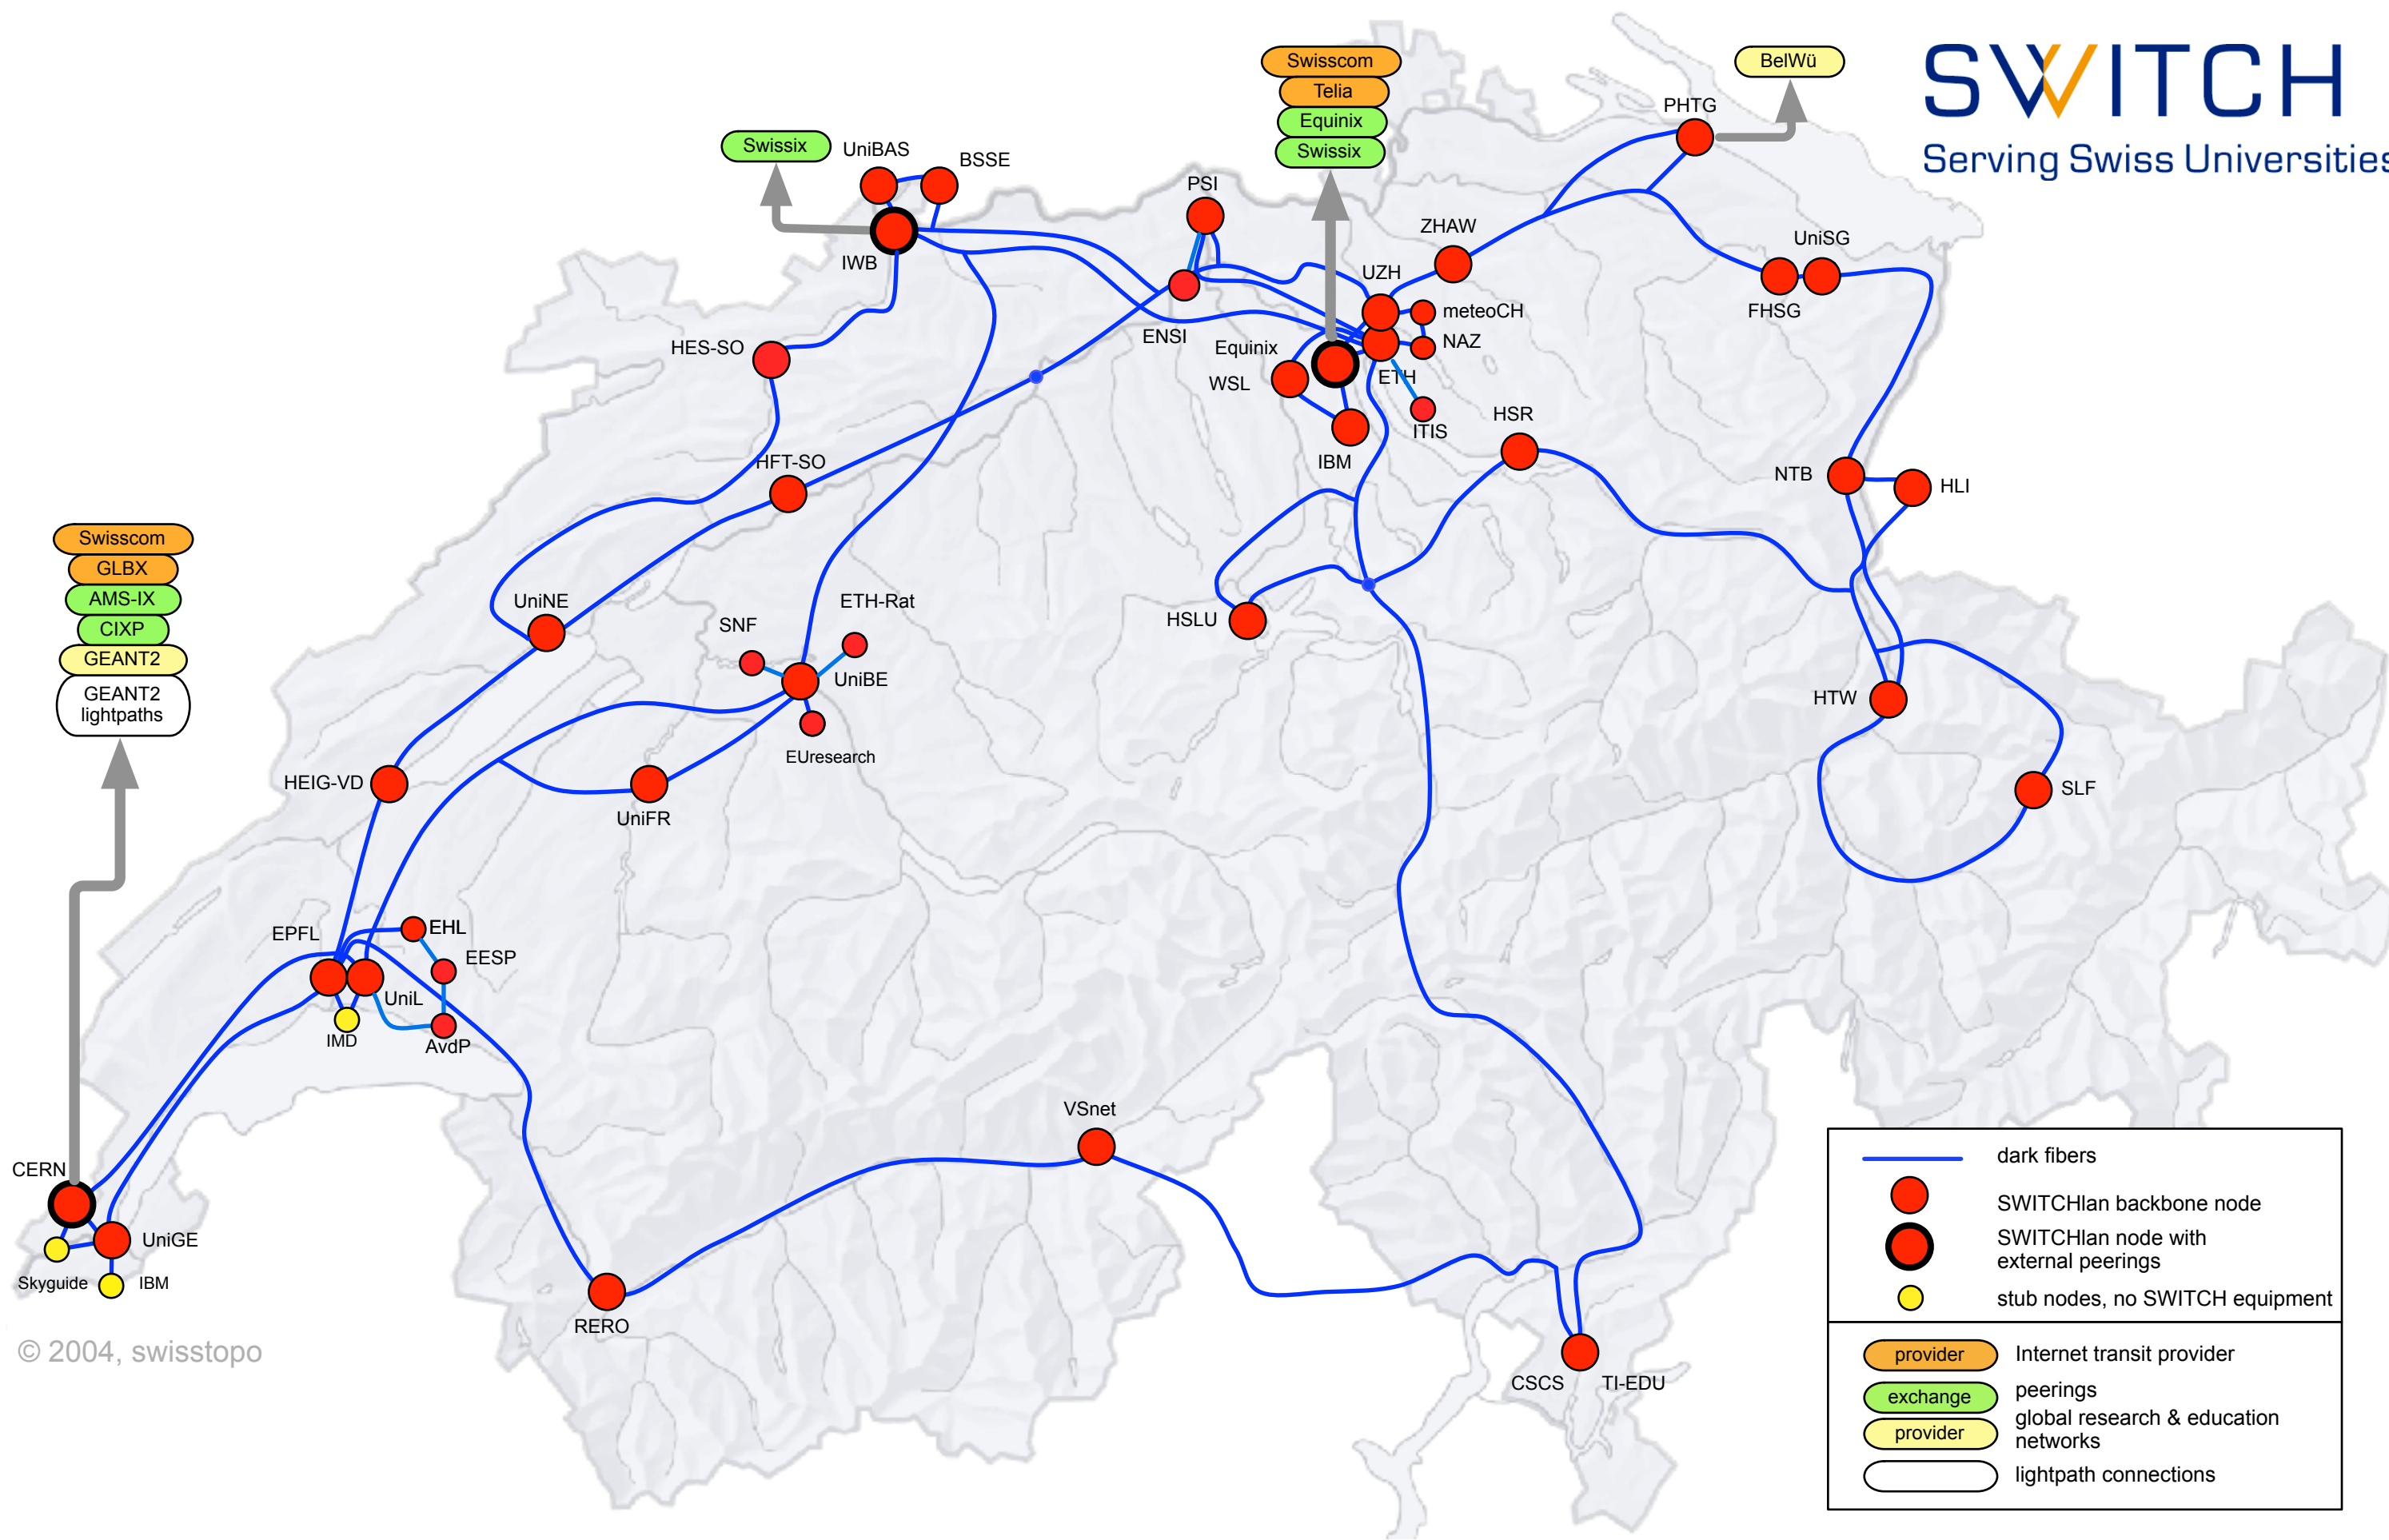 SWITCH
Serving Swiss Universities
Swisscom
Telia
Equinix
Swissix
BelWü
PHTG
Swissix
UniBAS
BSSE
PSI
IWB
ZHAW
UniSG
FHSG
UZH
meteoCH
NAZ
ENSI
Equinix
WSL
ETH
ITIS
IBM
HES-SO
HFT-SO
HSR
NTB
HLI
Swisscom
GLBX
AMS-IX
CIXP
GEANT2
GEANT2
lightpaths
UniNE
SNF
ETH-Rat
UniBE
EUresearch
HSLU
HTW
SLF
HEIG-VD
UniFR
EPFL
EHL
EESP
UniL
IMD
AvdP
VSnet
CERN
UniGE
Skyguide
IBM
RERO
CSCS
TI-EDU
© 2004, swisstopo
dark fibers
SWITCHlan backbone node
SWITCHlan node with
external peerings
stub nodes, no SWITCH equipment
provider
Internet transit provider
exchange
peerings
provider
global research & education
networks
lightpath connections